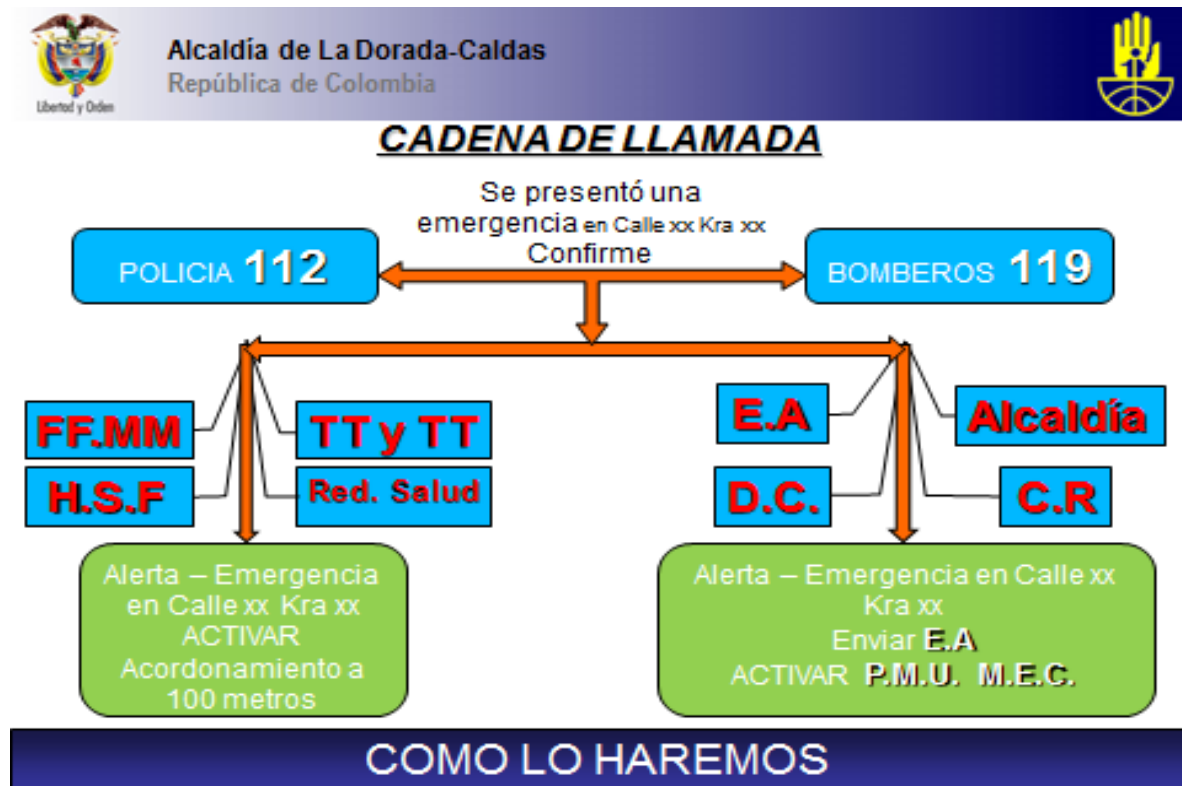 Libertad y Orden
Alcaldía de La Dorada-Caldas
República de Colombia
CADENA DE LLAMADA
Se presentó una
emergencia en Calle xx Kra xx
Confirme
POLICIA 112
BOMBEROS 119
FF.MM
TT y TT
H.S.F
Red. Salud
E.A
Alcaldía
D.C.
C.R
Alerta – Emergencia
en Calle xx Kra xx
ACTIVAR
Acordonamiento a
100 metros
Alerta – Emergencia en Calle xx
Kra xx
Enviar E.A
ACTIVAR P.M.U. M.E.C.
COMO LO HAREMOS